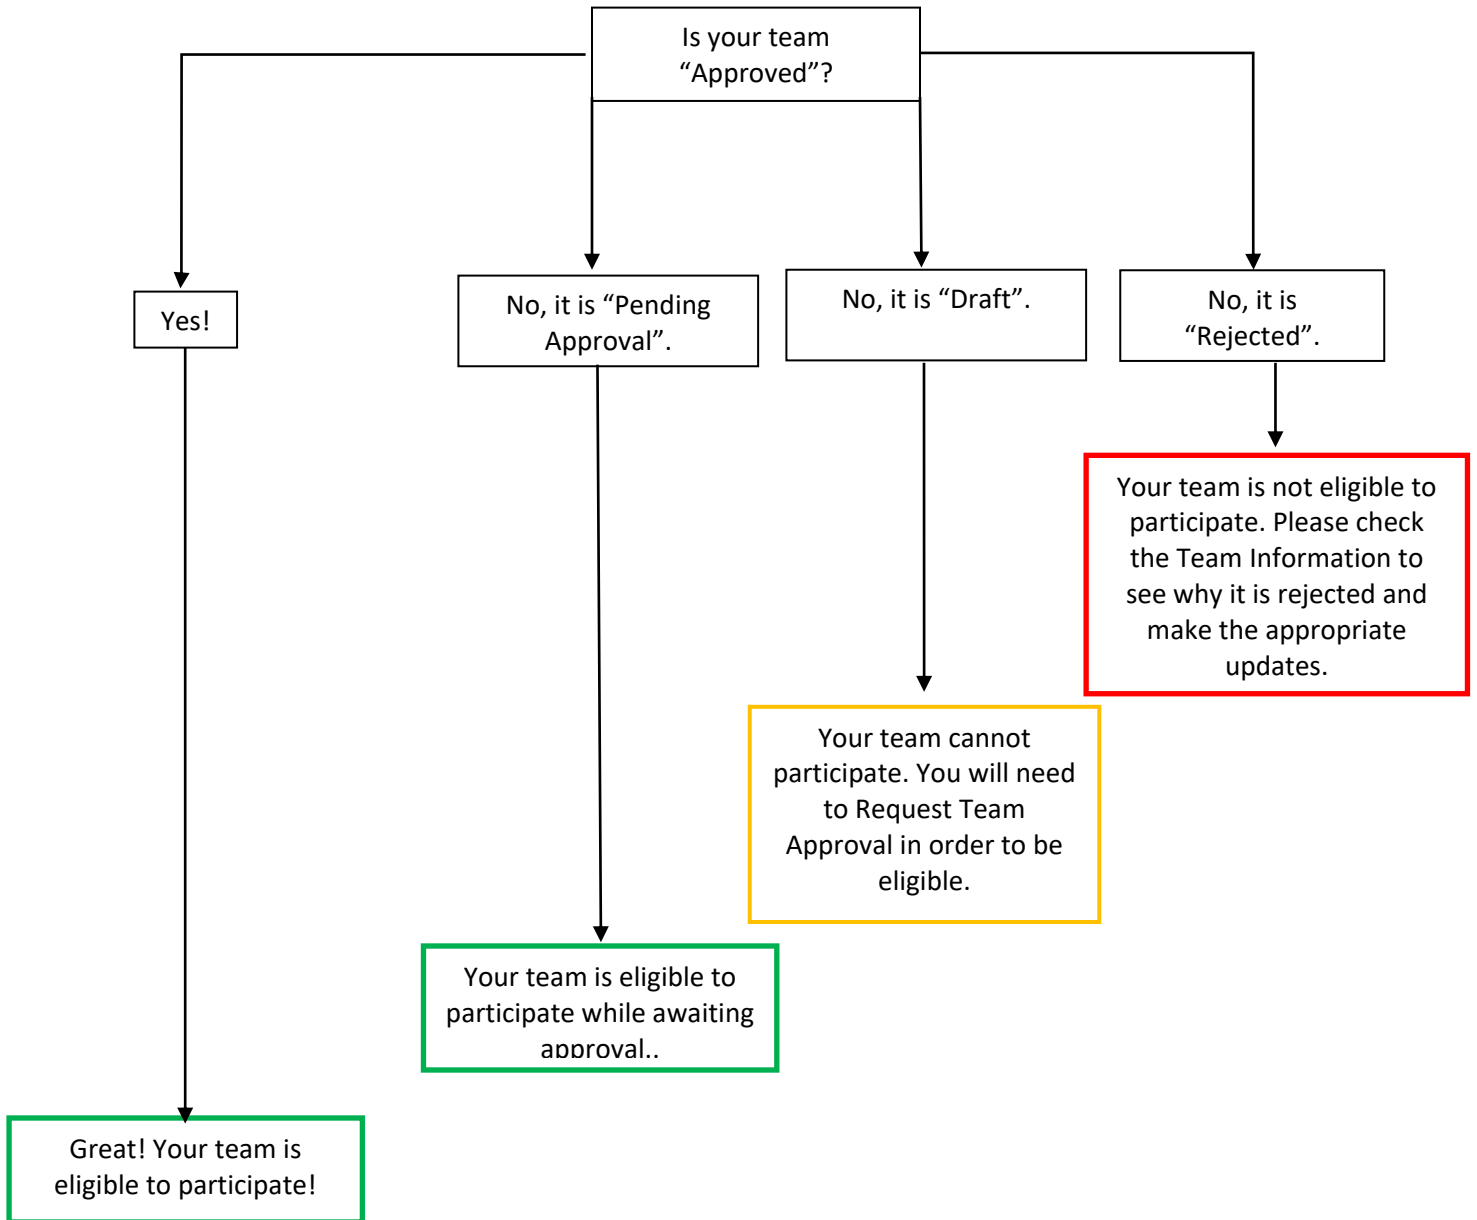 Is your team
“Approved”?
Yes!
No, it is “Pending
Approval”.
No, it is “Draft”.
No, it is
“Rejected”.
Your team is not eligible to
participate. Please check
the Team Information to
see why it is rejected and
make the appropriate
updates.
Your team cannot
participate. You will need
to Request Team
Approval in order to be
eligible.
Your team is eligible to
participate while awaiting
approval..
Great! Your team is
eligible to participate!